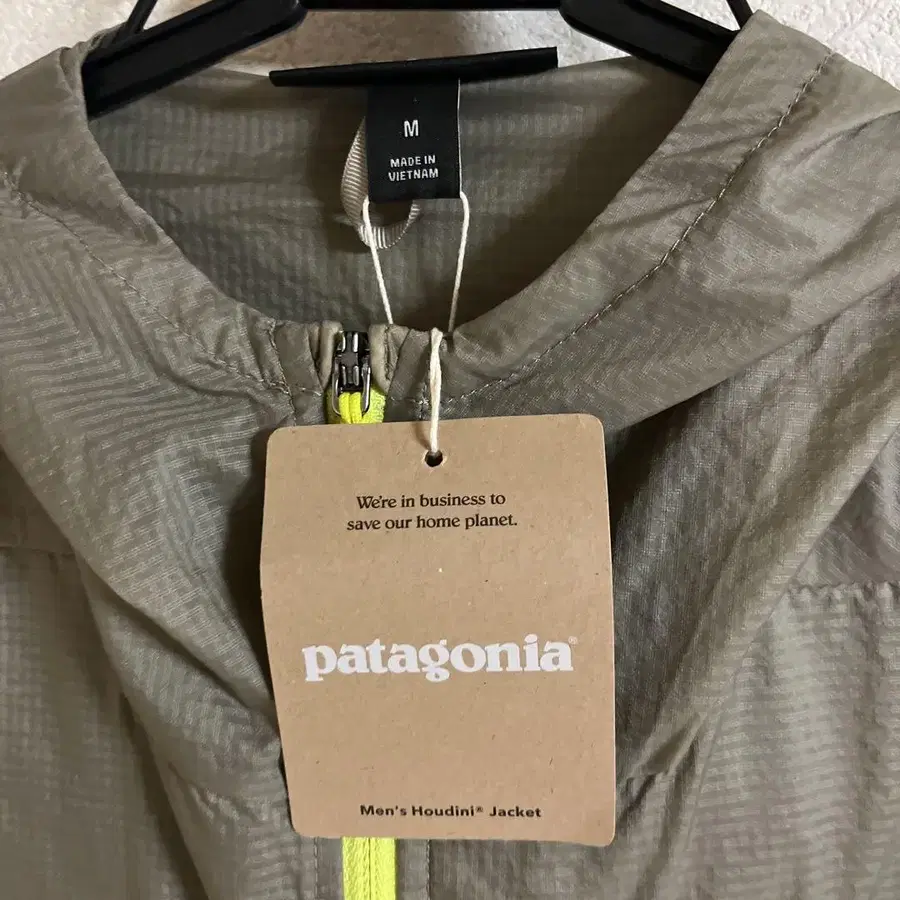 M
MADE IN
VIETNAM
We're in business to
save our home planet.
patagonia®
Men's Houdini® Jacket